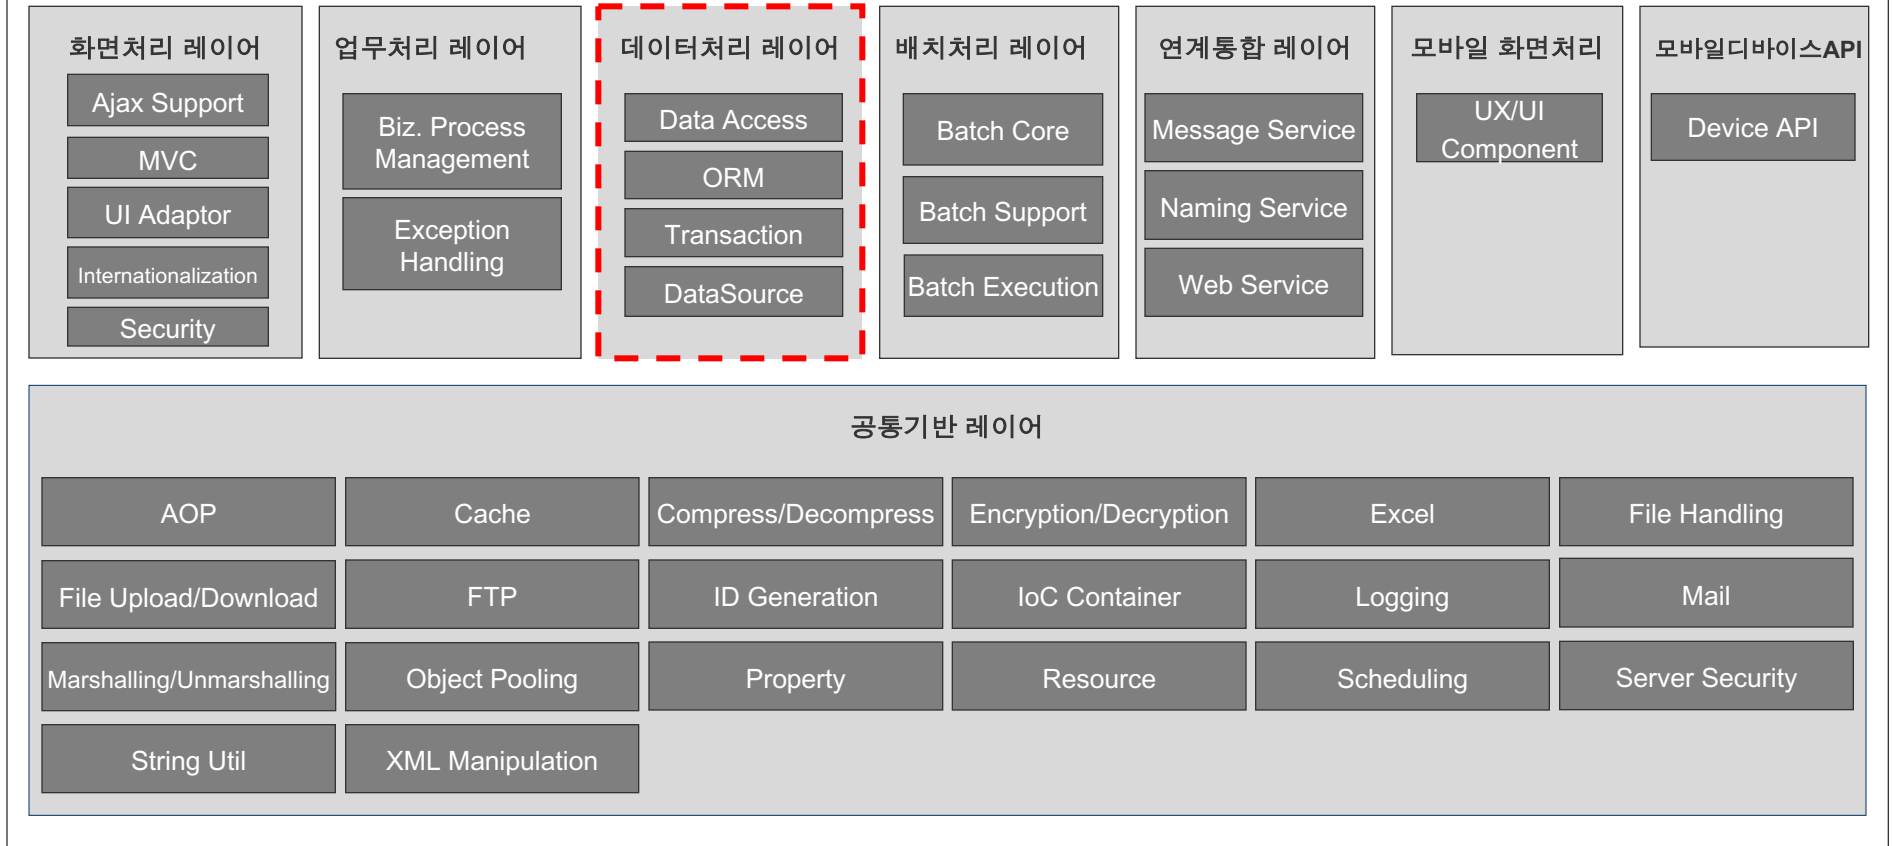 화면처리 레이어
Ajax Support
MVC
UI Adaptor
Internationalization
Security
업무처리 레이어
Biz. Process
Management
Exception
Handling
데이터처리 레이어
Data Access
ORM
Transaction
DataSource
배치처리 레이어
Batch Core
Batch Support
Batch Execution
연계통합 레이어
Message Service
Naming Service
Web Service
모바일 화면처리
UX/UI
Component
모바일디바이스API
Device API
공통기반 레이어
AOP
Cache
Compress/Decompress
Encryption/Decryption
Excel
File Handling
File Upload/Download
FTP
ID Generation
IoC Container
Logging
Mail
Marshalling/Unmarshalling
Object Pooling
Property
Resource
Scheduling
Server Security
String Util
XML Manipulation